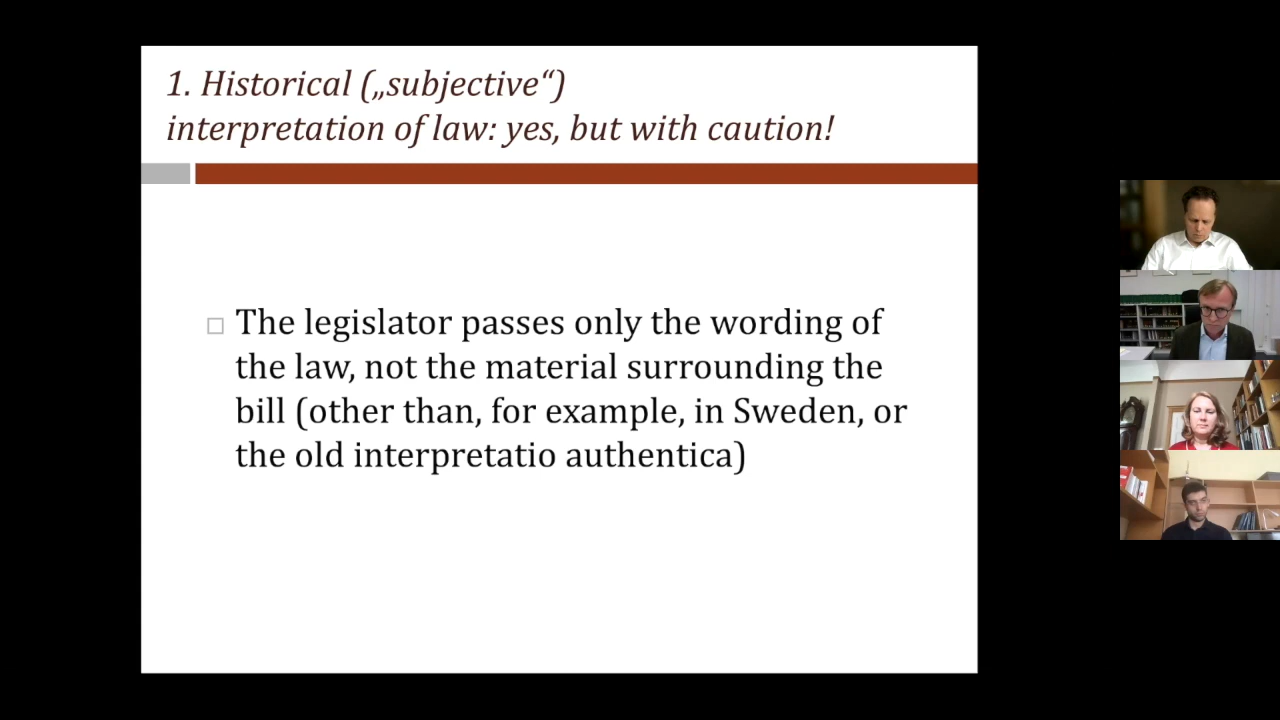 1. Historical („subjective“)
interpretation of law: yes, but with caution!
The legislator passes only the wording of
the law, not the material surrounding the
bill (other than, for example, in Sweden, or
the old interpretatio authentica)